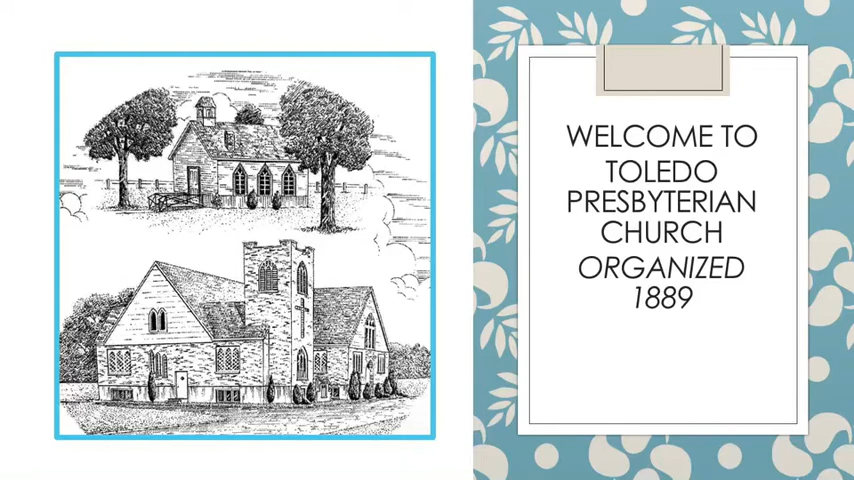 WELCOME TO
TOLEDO
PRESBYTERIAN
CHURCH
ORGANIZED
1889